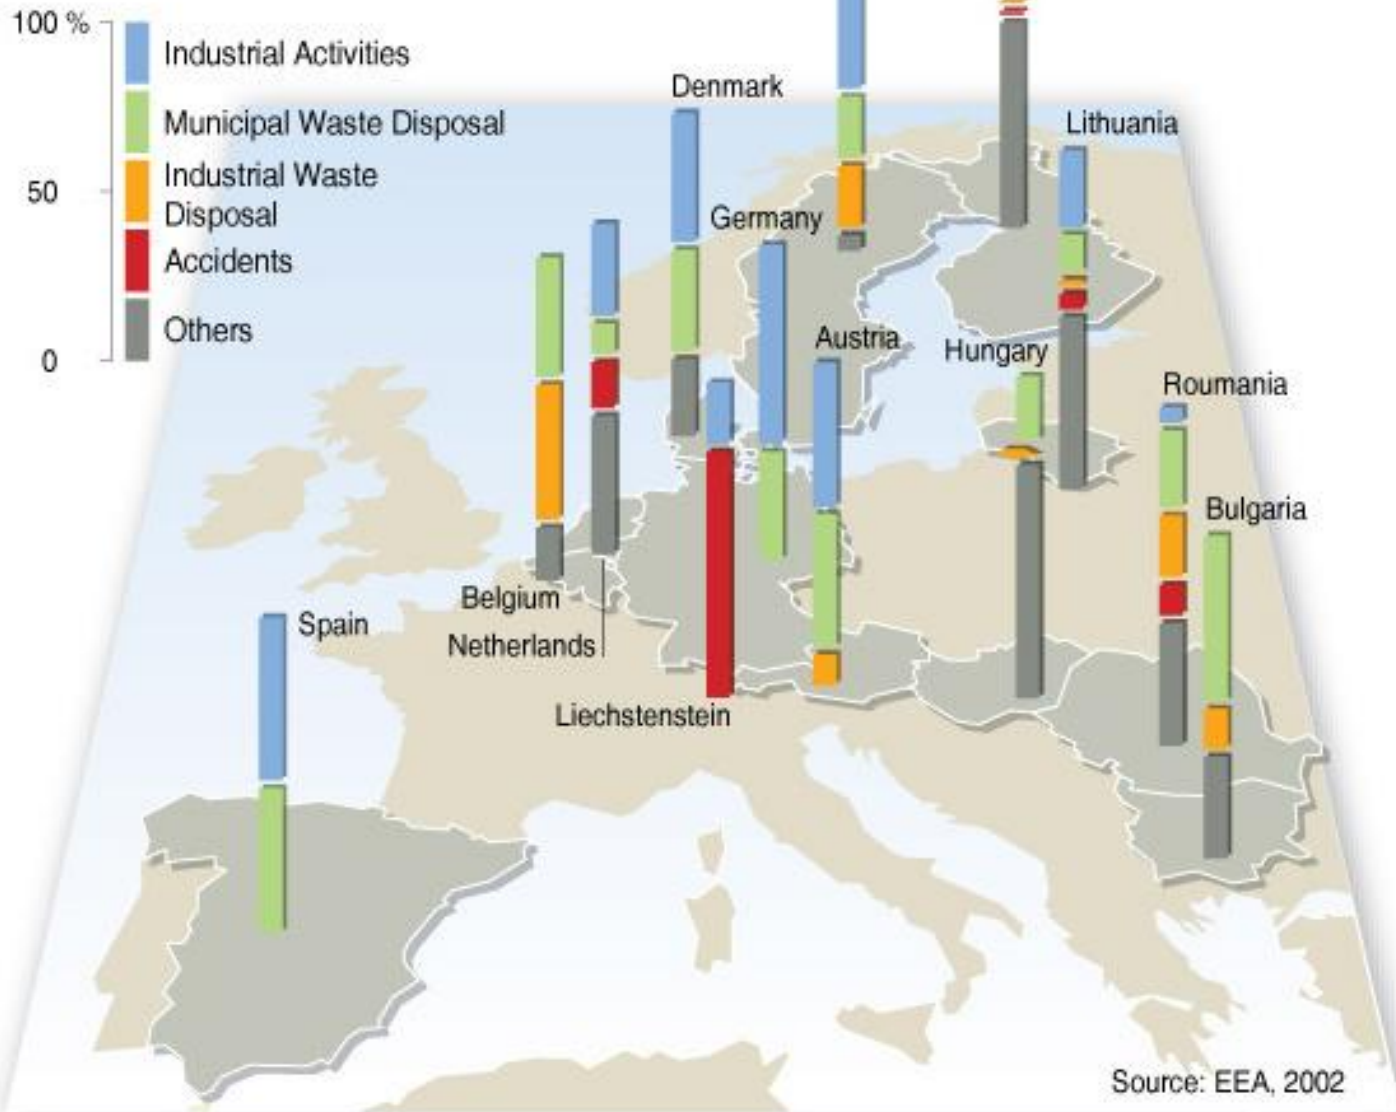 100 %
50
0
Industrial Activities
Municipal Waste Disposal
Industrial Waste
Disposal
Accidents
Others
Denmark
Lithuania
Germany
Austria
Hungary
Roumania
Bulgaria
Belgium
Netherlands
Spain
Liechstenstein
Source: EEA, 2002